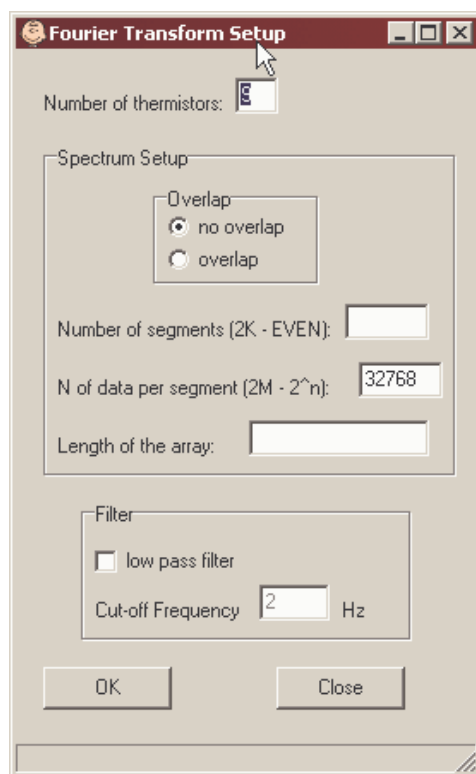 Fourier Transform Setup
Number of thermistors:
Spectrum Setup
Overlap
no overlap
overlap
Number of segments (2K - EVEN):
N of data per segment (2M - 2^n): 32768
Length of the array:
Filter
low pass filter
Cut-off Frequency 2 Hz
OK Close